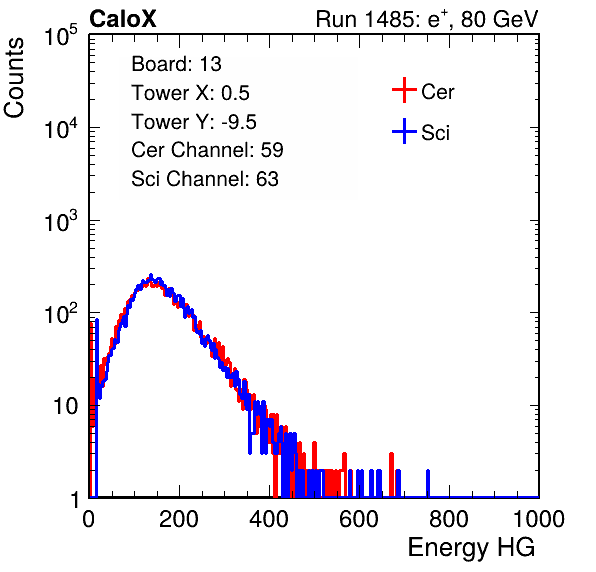 CaloX
Run 1485: e⁺, 80 GeV
Counts
10⁵
10⁴
10³
10²
10
1
Board: 13
Tower X: 0.5
Tower Y: -9.5
Cer Channel: 59
Sci Channel: 63
Cer
Sci
0 200 400 600 800 1000
Energy HG